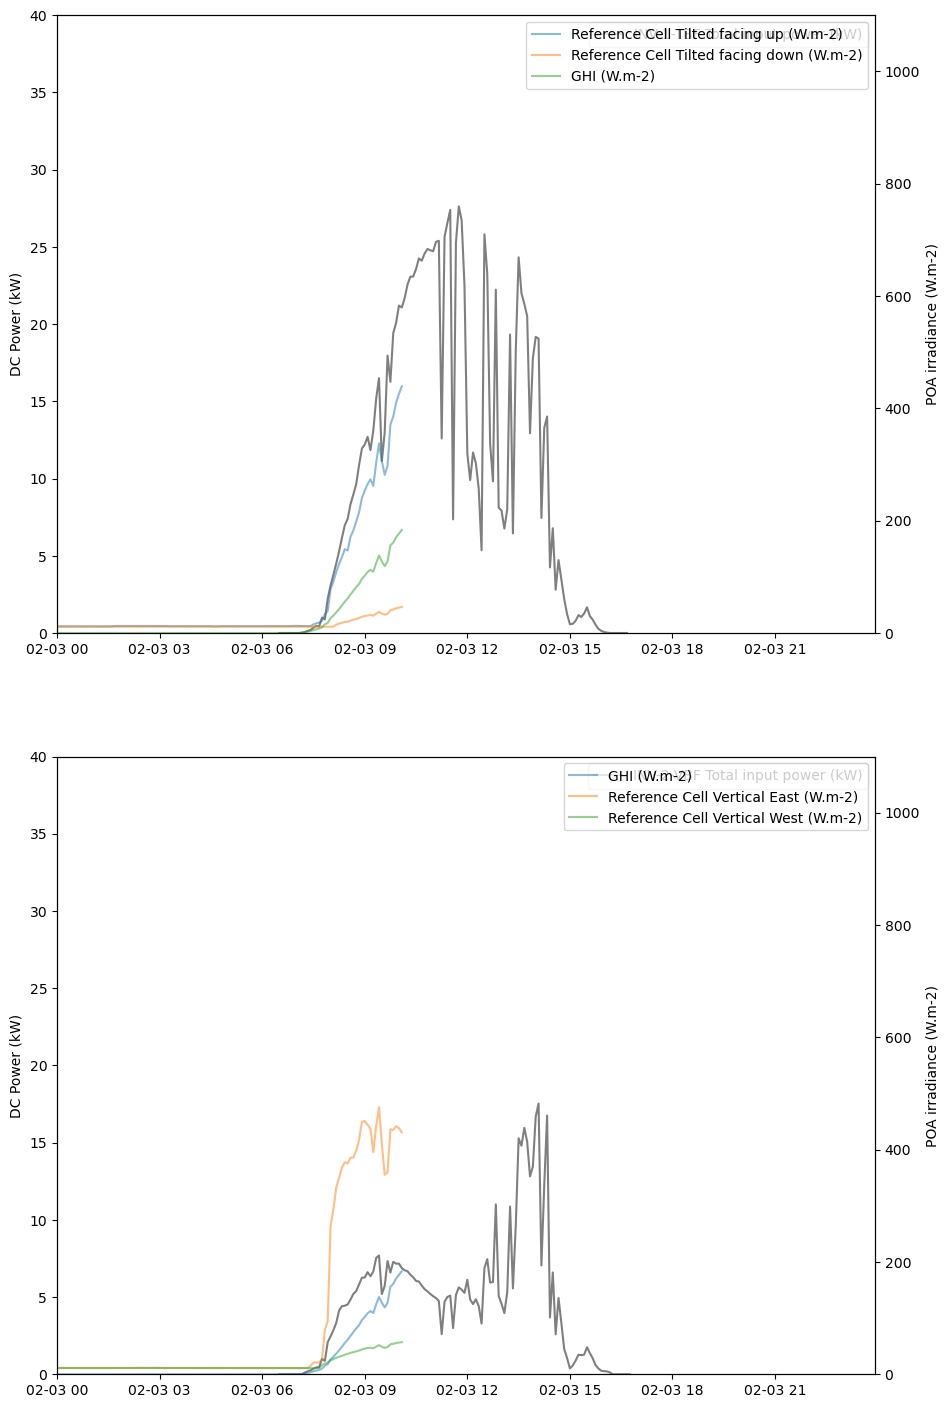 40
35
30
25
20
15
10
5
0
DC Power (kW)
Reference Cell Tilted facing up (W.m-2)
Reference Cell Tilted facing down (W.m-2)
GHI (W.m-2)
1000
800
600
400
200
0
POA irradiance (W.m-2)
02-03 00 02-03 03 02-03 06 02-03 09 02-03 12 02-03 15 02-03 18 02-03 21
40
35
30
25
20
15
10
5
0
DC Power (kW)
GHI (W.m-2)
Total input power (kW)
Reference Cell Vertical East (W.m-2)
Reference Cell Vertical West (W.m-2)
1000
800
600
400
200
0
POA irradiance (W.m-2)
02-03 00 02-03 03 02-03 06 02-03 09 02-03 12 02-03 15 02-03 18 02-03 21